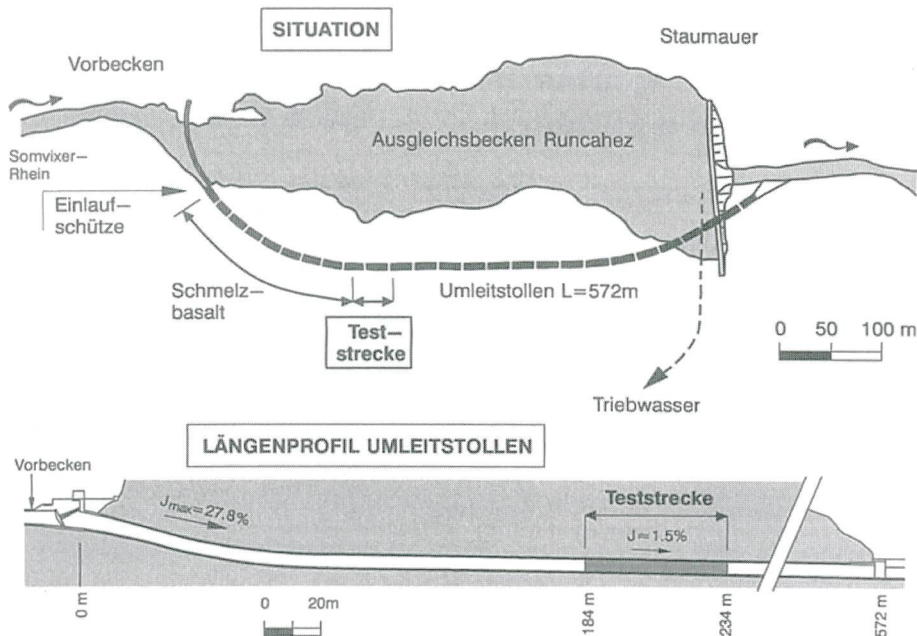 SITUATION
Staumauer
Vorbecken
Ausgleichsbecken Runcahez
Somvixer-
Rhein
Einlauf-
schütze
Schmelz-
basalt
Umleitstollen L=572m
Test-
strecke
0 50 100 m
Triebwasser
LÄNGENPROFIL UMLEITSTOLLEN
Vorbecken
Jmax=27.8%
Teststrecke
J=1.5%
0 m
0 20m
184 m
234 m
572 m